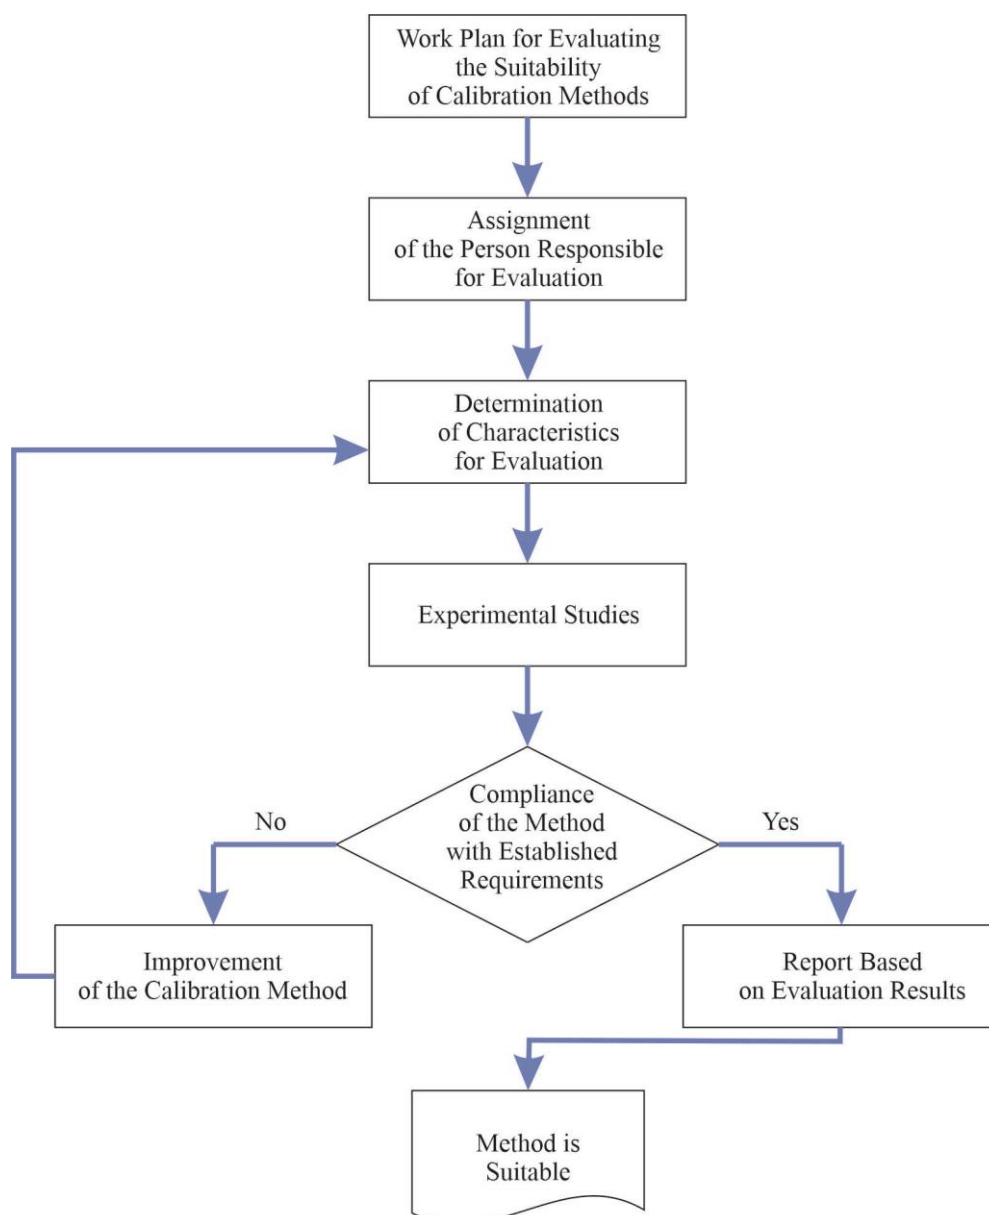 Work Plan for Evaluating
the Suitability
of Calibration Methods
Assignment
of the Person Responsible
for Evaluation
Determination
of Characteristics
for Evaluation
Experimental Studies
Compliance
of the Method
with Established
Requirements
No
Yes
Improvement
of the Calibration Method
Report Based
on Evaluation Results
Method is
Suitable